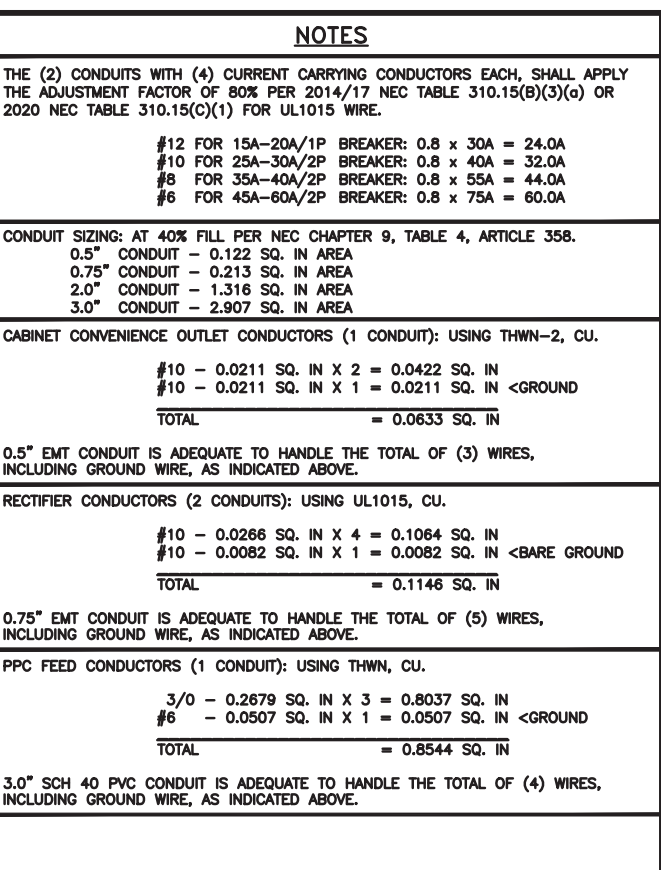 NOTES
THE (2) CONDUITS WITH (4) CURRENT CARRYING CONDUCTORS EACH, SHALL APPLY
THE ADJUSTMENT FACTOR OF 80% PER 2014/17 NEC TABLE 310.15(B)(3)(a) OR
2020 NEC TABLE 310.15(C)(1) FOR UL1015 WIRE.
#12 FOR 15A-20A/1P BREAKER: 0.8 x 30A = 24.0A
#10 FOR 25A-30A/2P BREAKER: 0.8 x 40A = 32.0A
#8 FOR 35A-40A/2P BREAKER: 0.8 x 55A = 44.0A
#6 FOR 45A-60A/2P BREAKER: 0.8 x 75A = 60.0A
CONDUIT SIZING: AT 40% FILL PER NEC CHAPTER 9, TABLE 4, ARTICLE 358.
0.5" CONDUIT - 0.122 SQ. IN AREA
0.75" CONDUIT - 0.213 SQ. IN AREA
2.0" CONDUIT - 1.316 SQ. IN AREA
3.0" CONDUIT - 2.907 SQ. IN AREA
CABINET CONVENIENCE OUTLET CONDUCTORS (1 CONDUIT): USING THWN-2, CU.
#10 - 0.0211 SQ. IN X 2 = 0.0422 SQ. IN
#10 - 0.0211 SQ. IN X 1 = 0.0211 SQ. IN <GROUND
TOTAL = 0.0633 SQ. IN
0.5" EMT CONDUIT IS ADEQUATE TO HANDLE THE TOTAL OF (3) WIRES,
INCLUDING GROUND WIRE, AS INDICATED ABOVE.
RECTIFIER CONDUCTORS (2 CONDUITS): USING UL1015, CU.
#10 - 0.0266 SQ. IN X 4 = 0.1064 SQ. IN
#10 - 0.0082 SQ. IN X 1 = 0.0082 SQ. IN <BARE GROUND
TOTAL = 0.1146 SQ. IN
0.75" EMT CONDUIT IS ADEQUATE TO HANDLE THE TOTAL OF (5) WIRES,
INCLUDING GROUND WIRE, AS INDICATED ABOVE.
PPC FEED CONDUCTORS (1 CONDUIT): USING THWN, CU.
3/0 - 0.2679 SQ. IN X 3 = 0.8037 SQ. IN
#6 - 0.0507 SQ. IN X 1 = 0.0507 SQ. IN <GROUND
TOTAL = 0.8544 SQ. IN
3.0" SCH 40 PVC CONDUIT IS ADEQUATE TO HANDLE THE TOTAL OF (4) WIRES,
INCLUDING GROUND WIRE, AS INDICATED ABOVE.